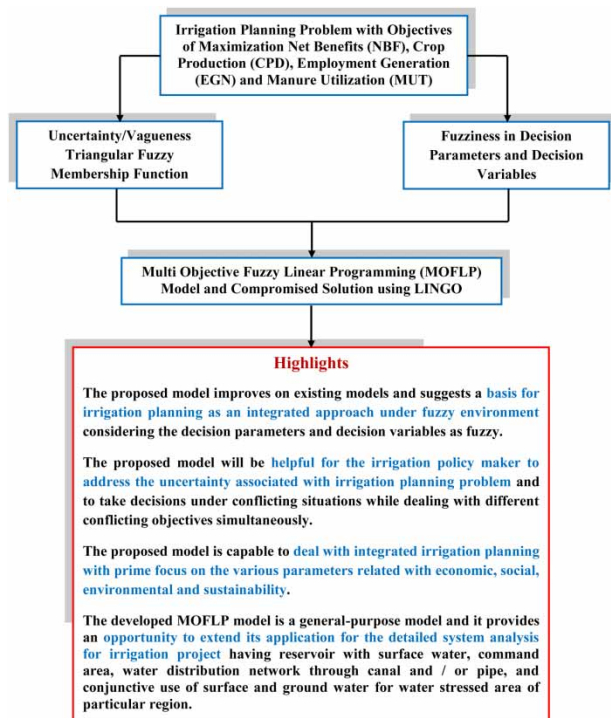 Irrigation Planning Problem with Objectives
of Maximization Net Benefits (NBF), Crop
Production (CPD), Employment Generation
(EGN) and Manure Utilization (MUT)
Uncertainty/Vagueness
Triangular Fuzzy
Membership Function
Fuzziness in Decision
Parameters and Decision
Variables
Multi Objective Fuzzy Linear Programming (MOFLP)
Model and Compromised Solution using LINGO
Highlights
The proposed model improves on existing models and suggests a basis for
irrigation planning as an integrated approach under fuzzy environment
considering the decision parameters and decision variables as fuzzy.
The proposed model will be helpful for the irrigation policy maker to
address the uncertainty associated with irrigation planning problem and
to take decisions under conflicting situations while dealing with different
conflicting objectives simultaneously.
The proposed model is capable to deal with integrated irrigation planning
with prime focus on the various parameters related with economic, social,
environmental and sustainability.
The developed MOFLP model is a general-purpose model and it provides
an opportunity to extend its application for the detailed system analysis
for irrigation project having reservoir with surface water, command
area, water distribution network through canal and / or pipe, and
conjunctive use of surface and ground water for water stressed area of
particular region.